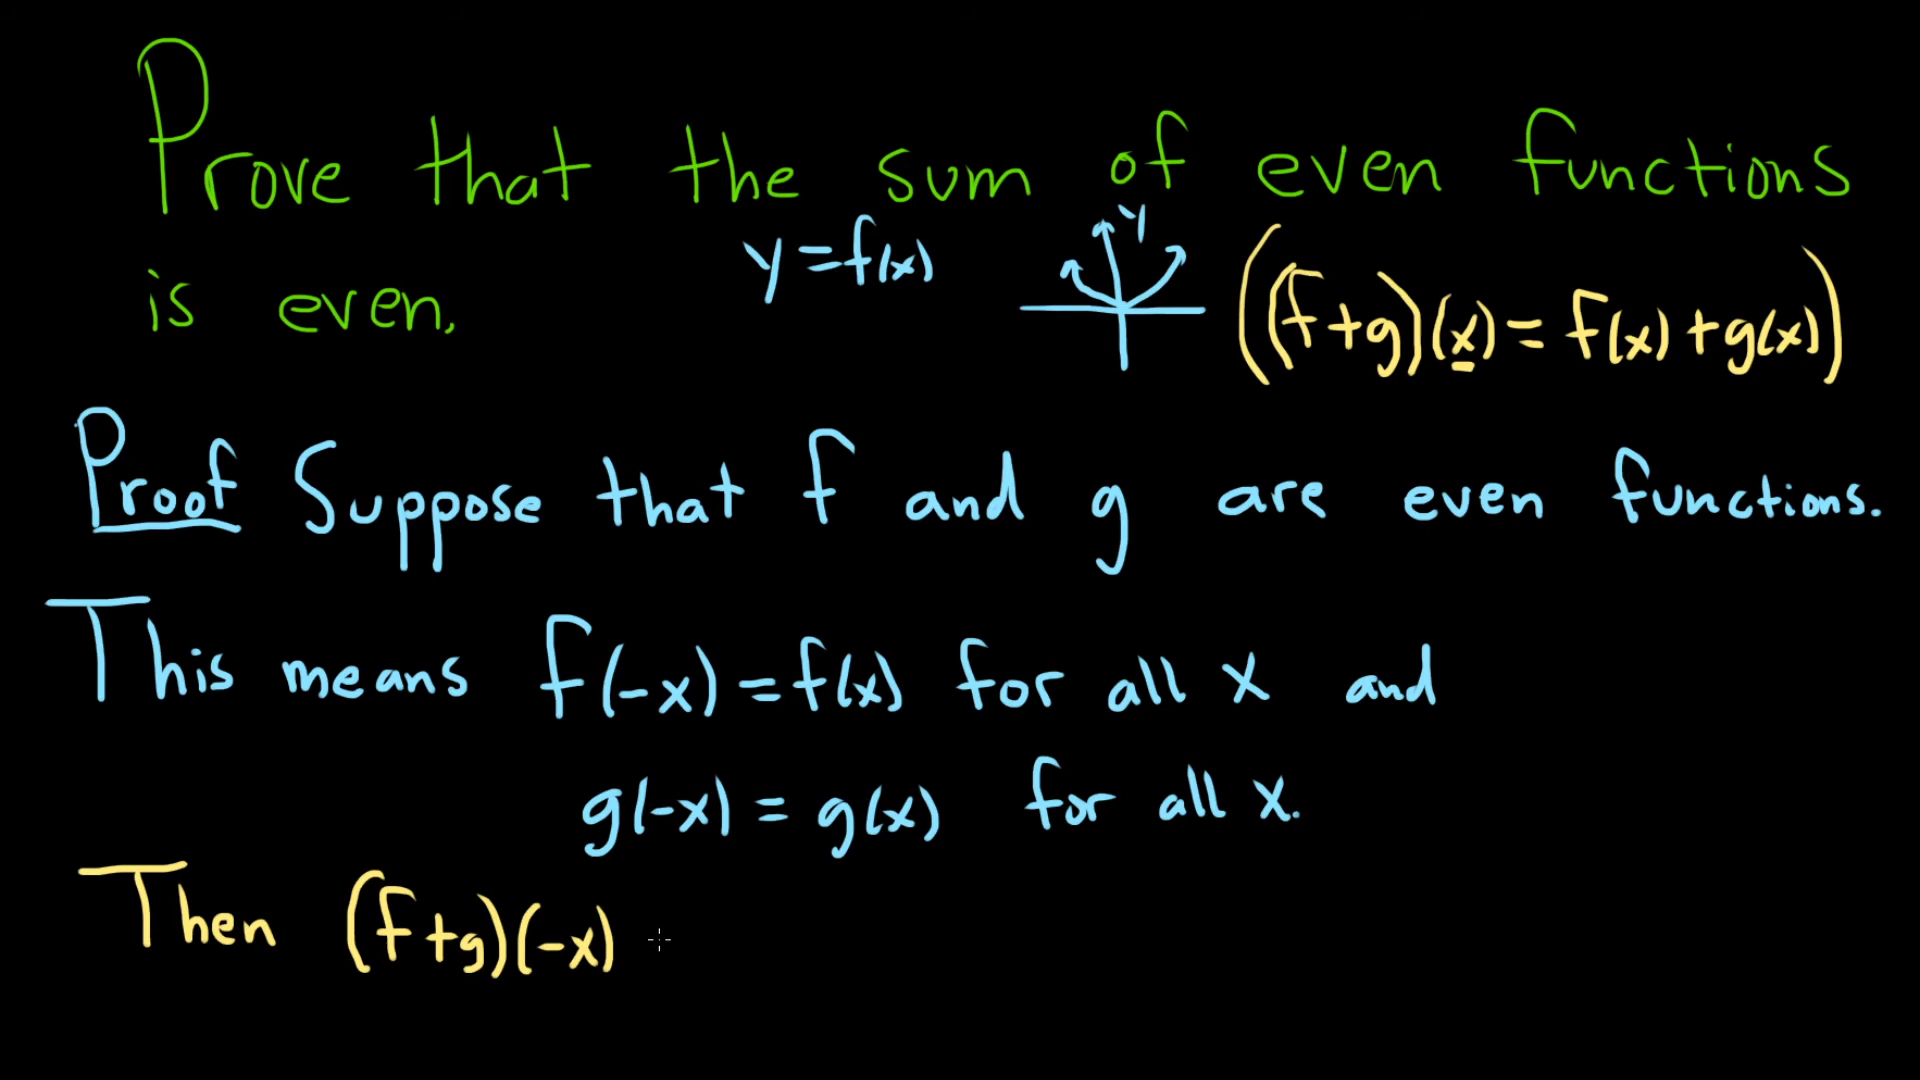 Prove that the sum of even functions
is even.
y=f(x)
y
((f+g)(x)=f(x)+g(x))
Proof Suppose that f and g are even functions.
This means f(-x)=f(x) for all x and
g(-x)=g(x) for all x.
Then (f+g)(-x)